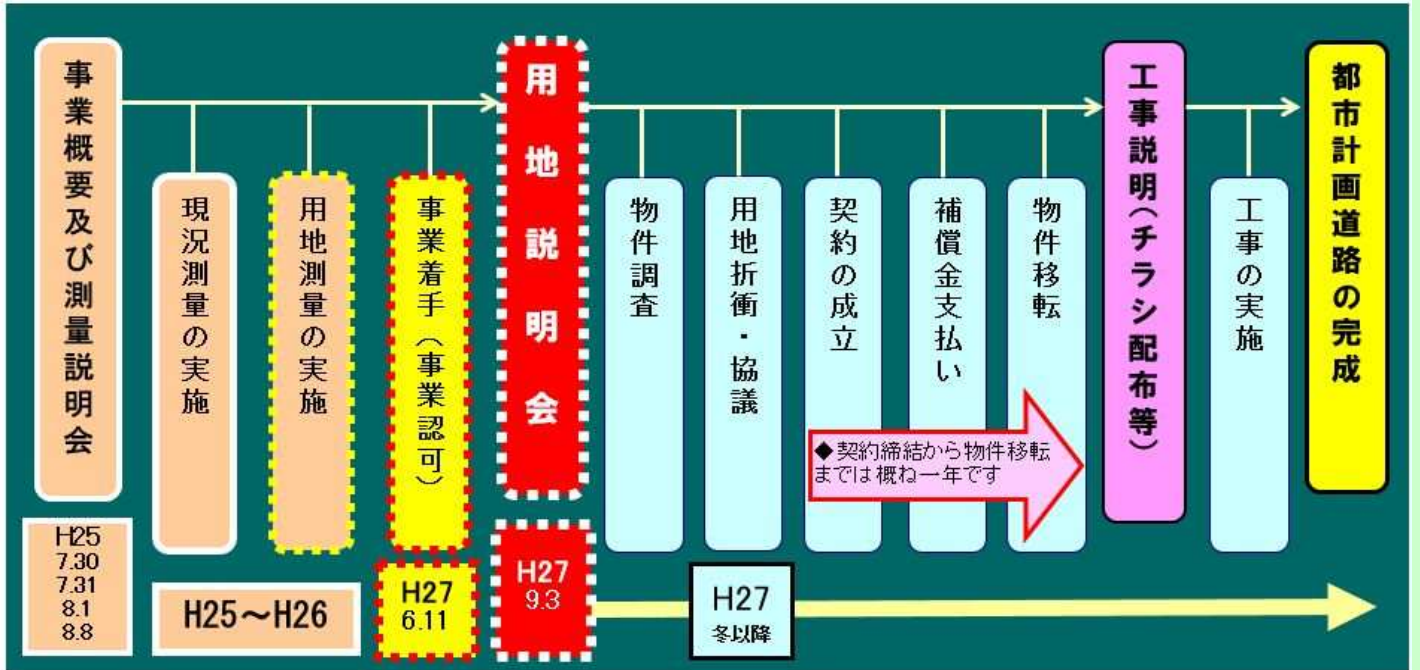 事業概要及び測量説明会
現況測量の実施
用地測量の実施
事業着手（事業認可）
用地説明会
物件調査
用地折衝・協議
契約の成立
補償金支払い
物件移転
◆契約締結から物件移転
までは概ね一年です
工事説明（チラシ配布等）
工事の実施
都市計画道路の完成
H25
7.30
7.31
8.1
8.8
H25～H26
H27
6.11
H27
9.3
H27
冬以降